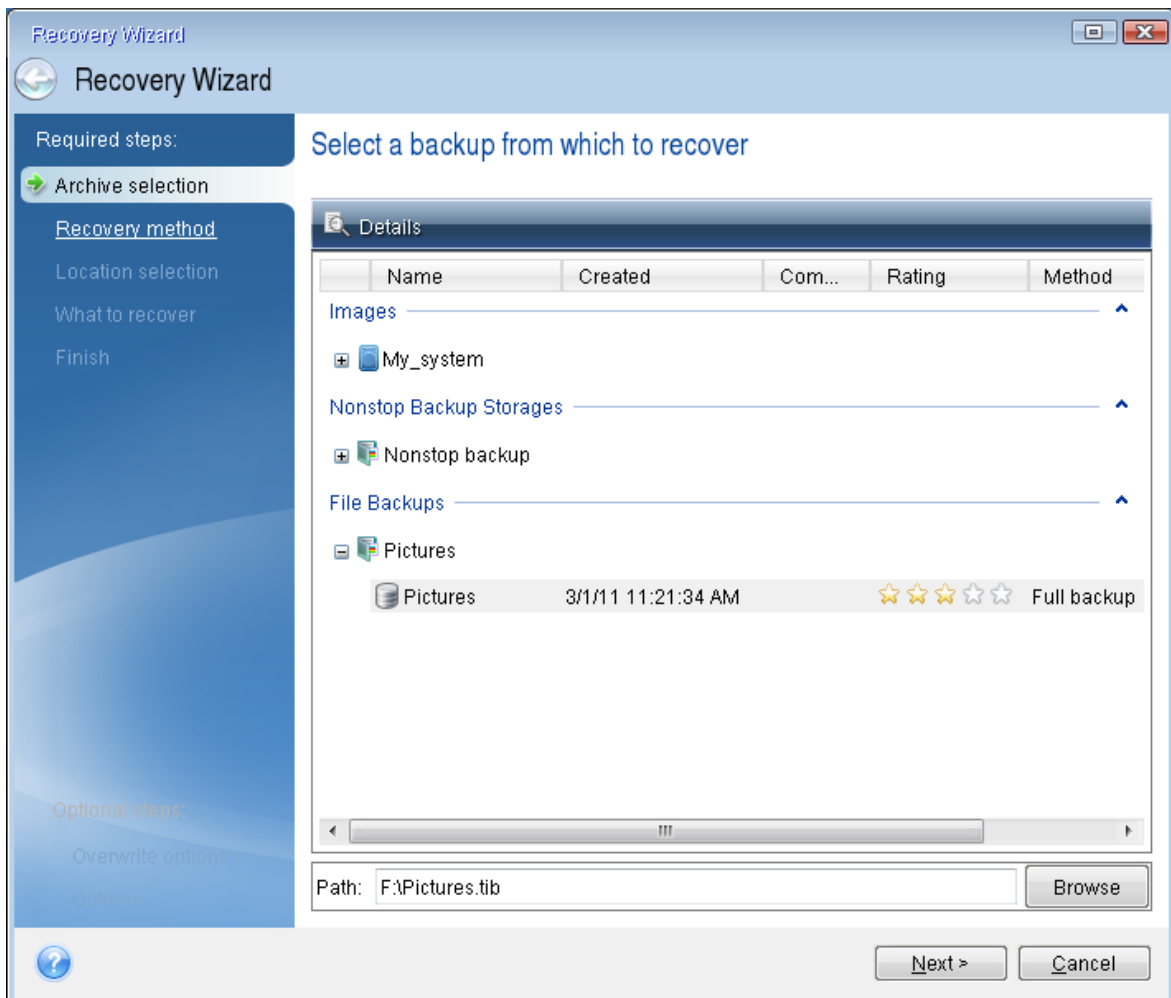 Recovery Wizard
Recovery Wizard
Required steps:
Archive selection
Recovery method
Location selection
What to recover
Finish
Optional steps:
Overwrite options
Options
Select a backup from which to recover
Details
Name Created Com... Rating Method
Images
My_system
Nonstop Backup Storages
Nonstop backup
File Backups
Pictures
Pictures 3/1/11 11:21:34 AM Full backup
Path: F:\Pictures.tib Browse
Next > Cancel